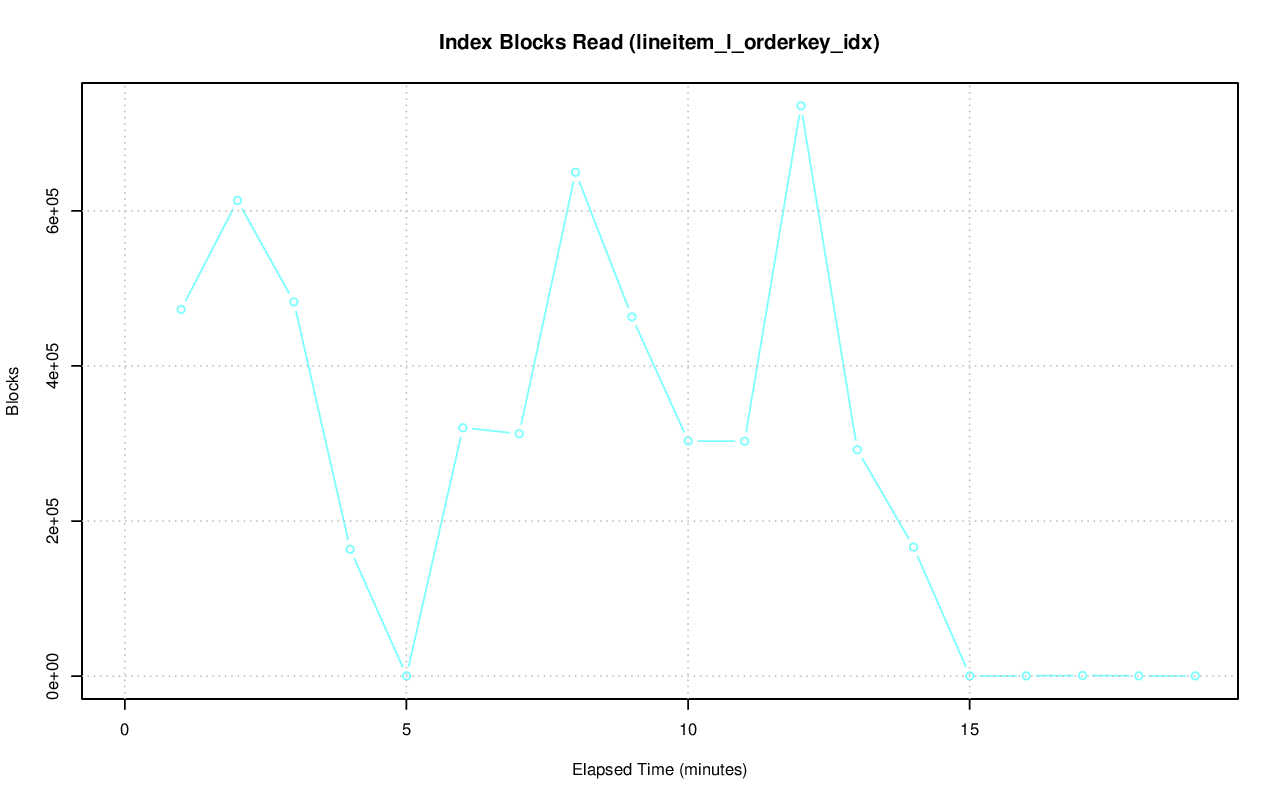 Index Blocks Read (lineitem_l_orderkey_idx)
Blocks
6e+05
4e+05
2e+05
0e+00
0 5 10 15
Elapsed Time (minutes)